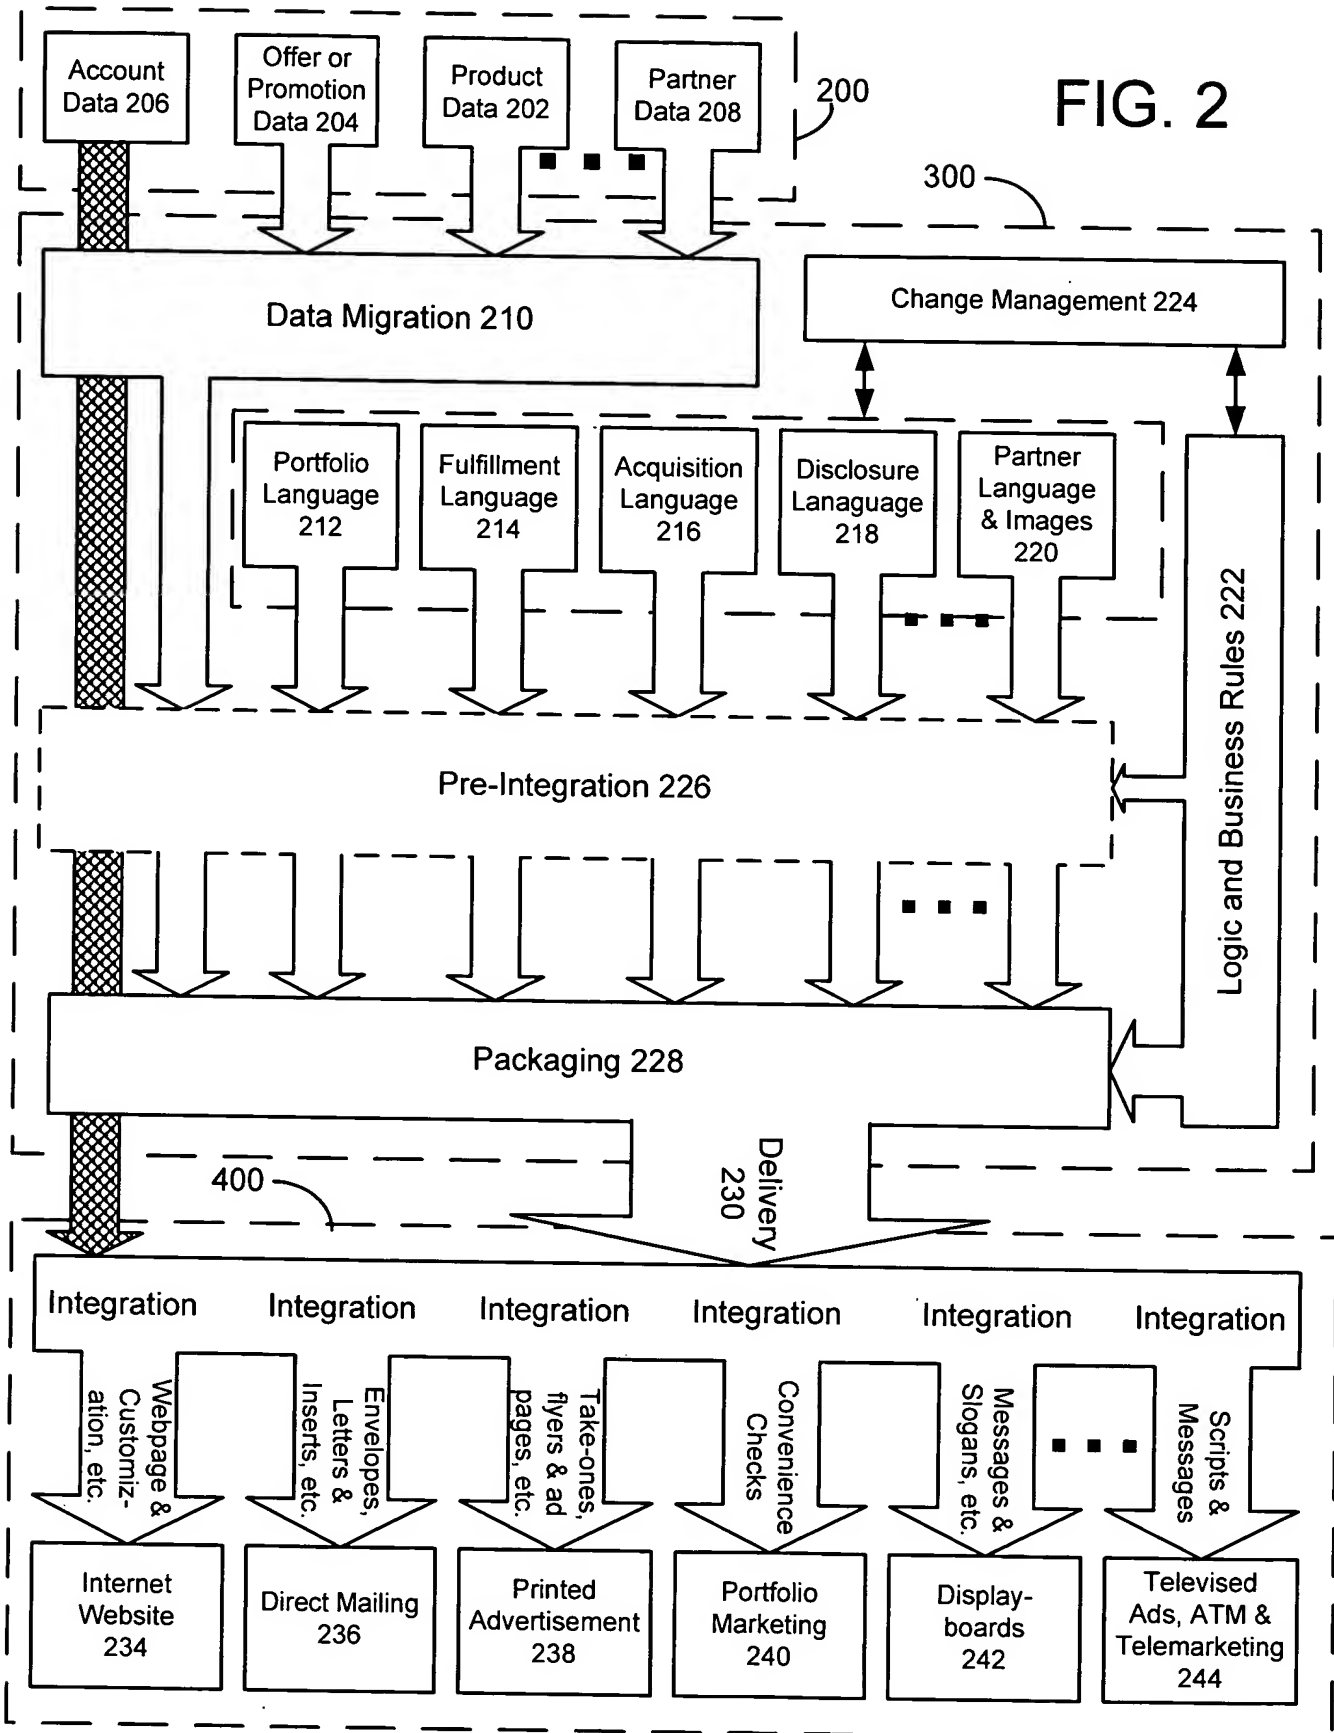 FIG. 2
Account
Data 206
Offer or
Promotion
Data 204
Product
Data 202
Partner
Data 208
200
300
Data Migration 210
Change Management 224
Portfolio
Language
212
Fulfillment
Language
214
Acquisition
Language
216
Disclosure
Lanaguage
218
Partner
Language
& Images
220
Logic and Business Rules 222
Pre-Integration 226
Packaging 228
Delivery
230
400
Integration
Integration
Integration
Integration
Integration
Integration
Webpage &
Customiz-
ation, etc.
Envelopes,
Letters &
Inserts, etc.
Take-ones,
flyers & ad
pages, etc.
Convenience
Checks
Messages &
Slogans, etc.
Scripts &
Messages
Internet
Website
234
Direct Mailing
236
Printed
Advertisement
238
Portfolio
Marketing
240
Display-
boards
242
Televised
Ads, ATM &
Telemarketing
244